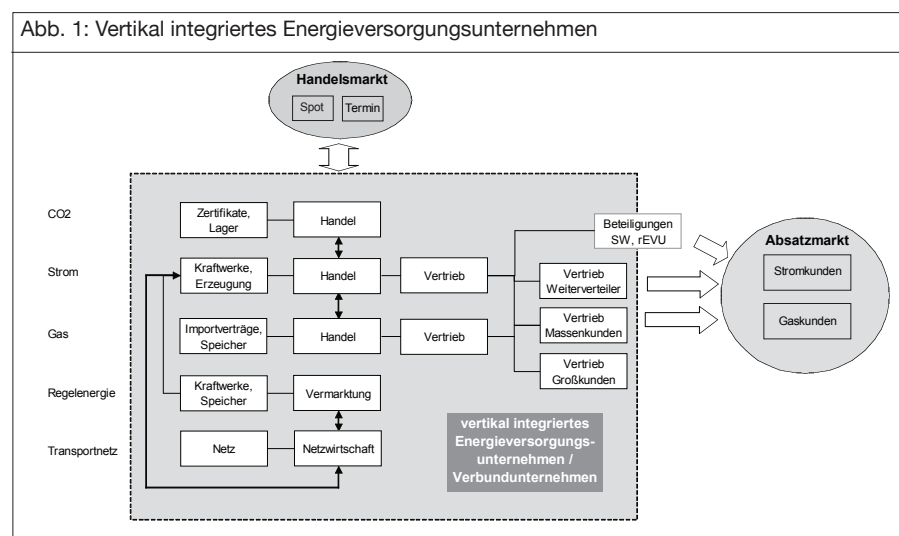 Abb. 1: Vertikal integriertes Energieversorgungsunternehmen
Handelsmarkt
Spot
Termin
CO2
Zertifikate,
Lager
Handel
Beteiligungen
SW, rEVU
Absatzmarkt
Stromkunden
Gaskunden
Strom
Kraftwerke,
Erzeugung
Handel
Vertrieb
Vertrieb
Weiterverteiler
Gas
Importverträge,
Speicher
Handel
Vertrieb
Vertrieb
Massenkunden
Vertrieb
Großkunden
Regelenergie
Kraftwerke,
Speicher
Vermarktung
Transportnetz
Netz
Netzwirtschaft
vertikal integriertes
Energieversorgungs-
unternehmen /
Verbundunternehmen